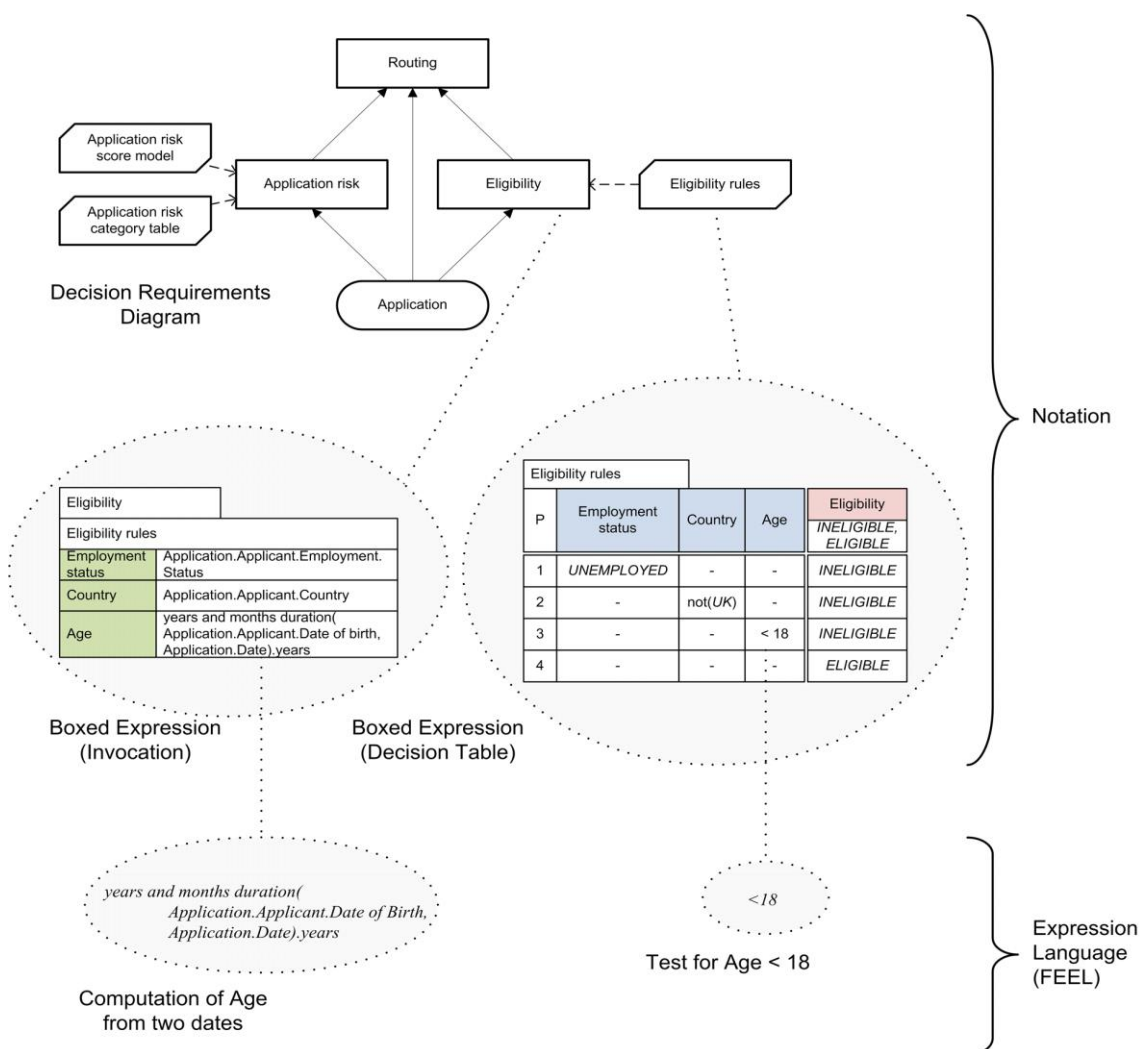 Routing
Application risk
score model
Application risk
Eligibility
Eligibility rules
Application risk
category table
Application
Decision Requirements
Diagram
Notation
Eligibility
Eligibility rules
Employment
status
Application.Applicant.Employment.
Status
Country
Application.Applicant.Country
Age
years and months duration(
Application.Applicant.Date of birth,
Application.Date).years
Boxed Expression
(Invocation)
Eligibility rules
P
Employment
status
Country
Age
Eligibility
INELIGIBLE,
ELIGIBLE
1 UNEMPLOYED - - INELIGIBLE
2 - not(UK) - INELIGIBLE
3 - - < 18 INELIGIBLE
4 - - - ELIGIBLE
Boxed Expression
(Decision Table)
years and months duration(
Application.Applicant.Date of Birth,
Application.Date).years
Computation of Age
from two dates
<18
Test for Age < 18
Expression
Language
(FEEL)